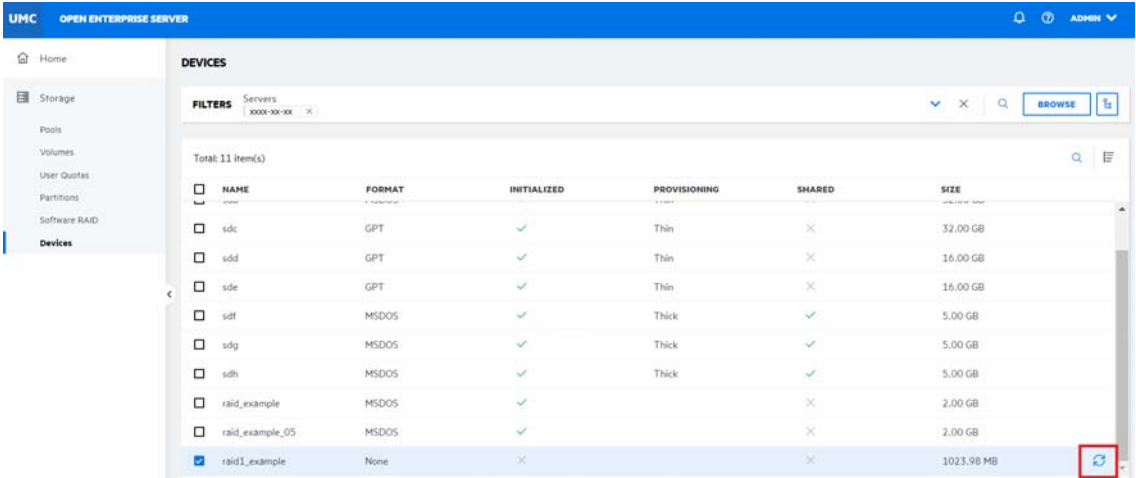 UMC OPEN ENTERPRISE SERVER ADMIN
Home
Storage
Pools
Volumes
User Quotas
Partitions
Software RAID
Devices
DEVICES
FILTERS Servers xxxx-xx-xx BROWSE
Total: 11 item(s)
NAME FORMAT INITIALIZED PROVISIONING SHARED SIZE
sdc GPT Thin 32.00 GB
sdd GPT Thin 16.00 GB
sde GPT Thin 16.00 GB
sdf MSDOS Thick 5.00 GB
sdg MSDOS Thick 5.00 GB
sdh MSDOS Thick 5.00 GB
raid_example MSDOS 2.00 GB
raid_example_05 MSDOS 2.00 GB
raid1_example None 1023.98 MB